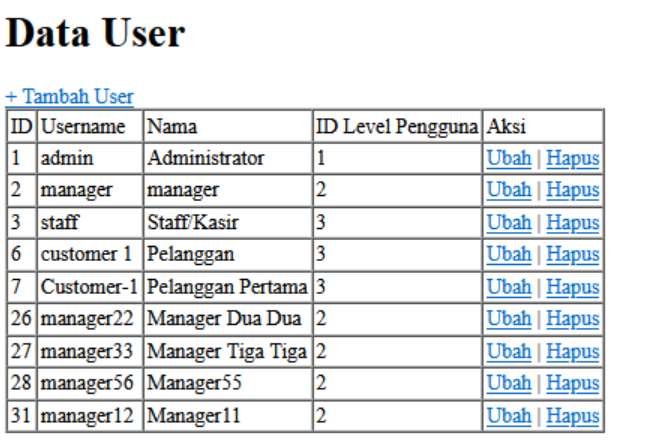 Data User
+ Tambah User
ID Username Nama ID Level Pengguna Aksi
1 admin Administrator 1 Ubah | Hapus
2 manager manager 2 Ubah | Hapus
3 staff Staff/Kasir 3 Ubah | Hapus
6 customer 1 Pelanggan 3 Ubah | Hapus
7 Customer-1 Pelanggan Pertama 3 Ubah | Hapus
26 manager22 Manager Dua Dua 2 Ubah | Hapus
27 manager33 Manager Tiga Tiga 2 Ubah | Hapus
28 manager56 Manager55 2 Ubah | Hapus
31 manager12 Manager11 2 Ubah | Hapus